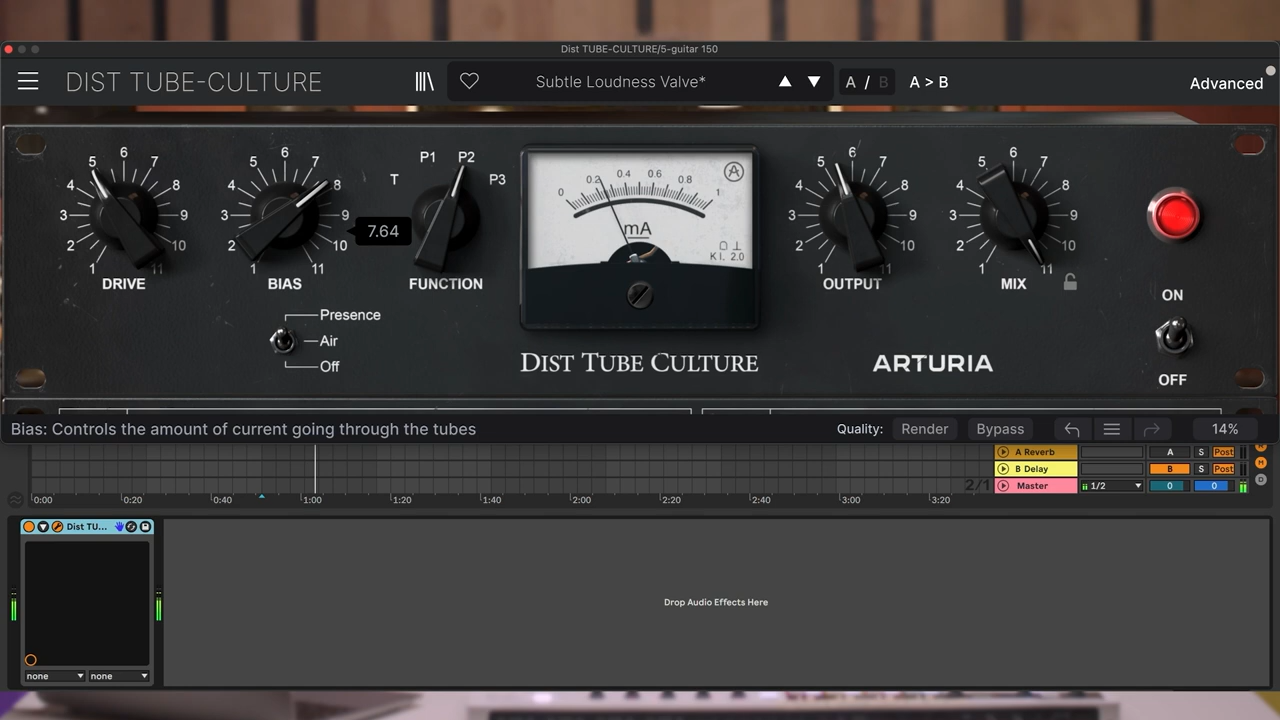 Dist TUBE-CULTURE/5-guitar 150
DIST TUBE-CULTURE
Subtle Loudness Valve*
A / B
A > B
Advanced
1 2 3 4 5 6 7 8 9 10 11
DRIVE
1 2 3 4 5 6 7 8 9 10 11
BIAS
7.64
T P1 P2 P3
FUNCTION
0 0.2 0.4 0.6 0.8 1
A
mA
Kl. 2.0
1 2 3 4 5 6 7 8 9 10 11
OUTPUT
1 2 3 4 5 6 7 8 9 10 11
MIX
ON
OFF
Presence
Air
Off
DIST TUBE CULTURE
ARTURIA
Bias: Controls the amount of current going through the tubes
Quality: Render Bypass 14%
A Reverb A S Post
B Delay B S Post
2/1 Master 1/2 0 0
0:00 0:20 0:40 1:00 1:20 1:40 2:00 2:20 2:40 3:00 3:20
Dist TU...
Drop Audio Effects Here
none none